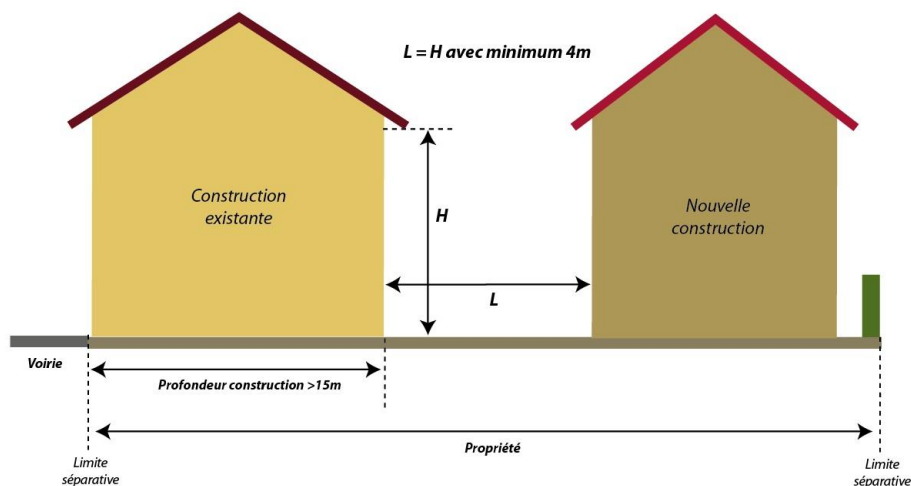 L = H avec minimum 4m
Construction
existante
Nouvelle
construction
H
L
Voirie
Profondeur construction >15m
Propriété
Limite
séparative
Limite
séparative